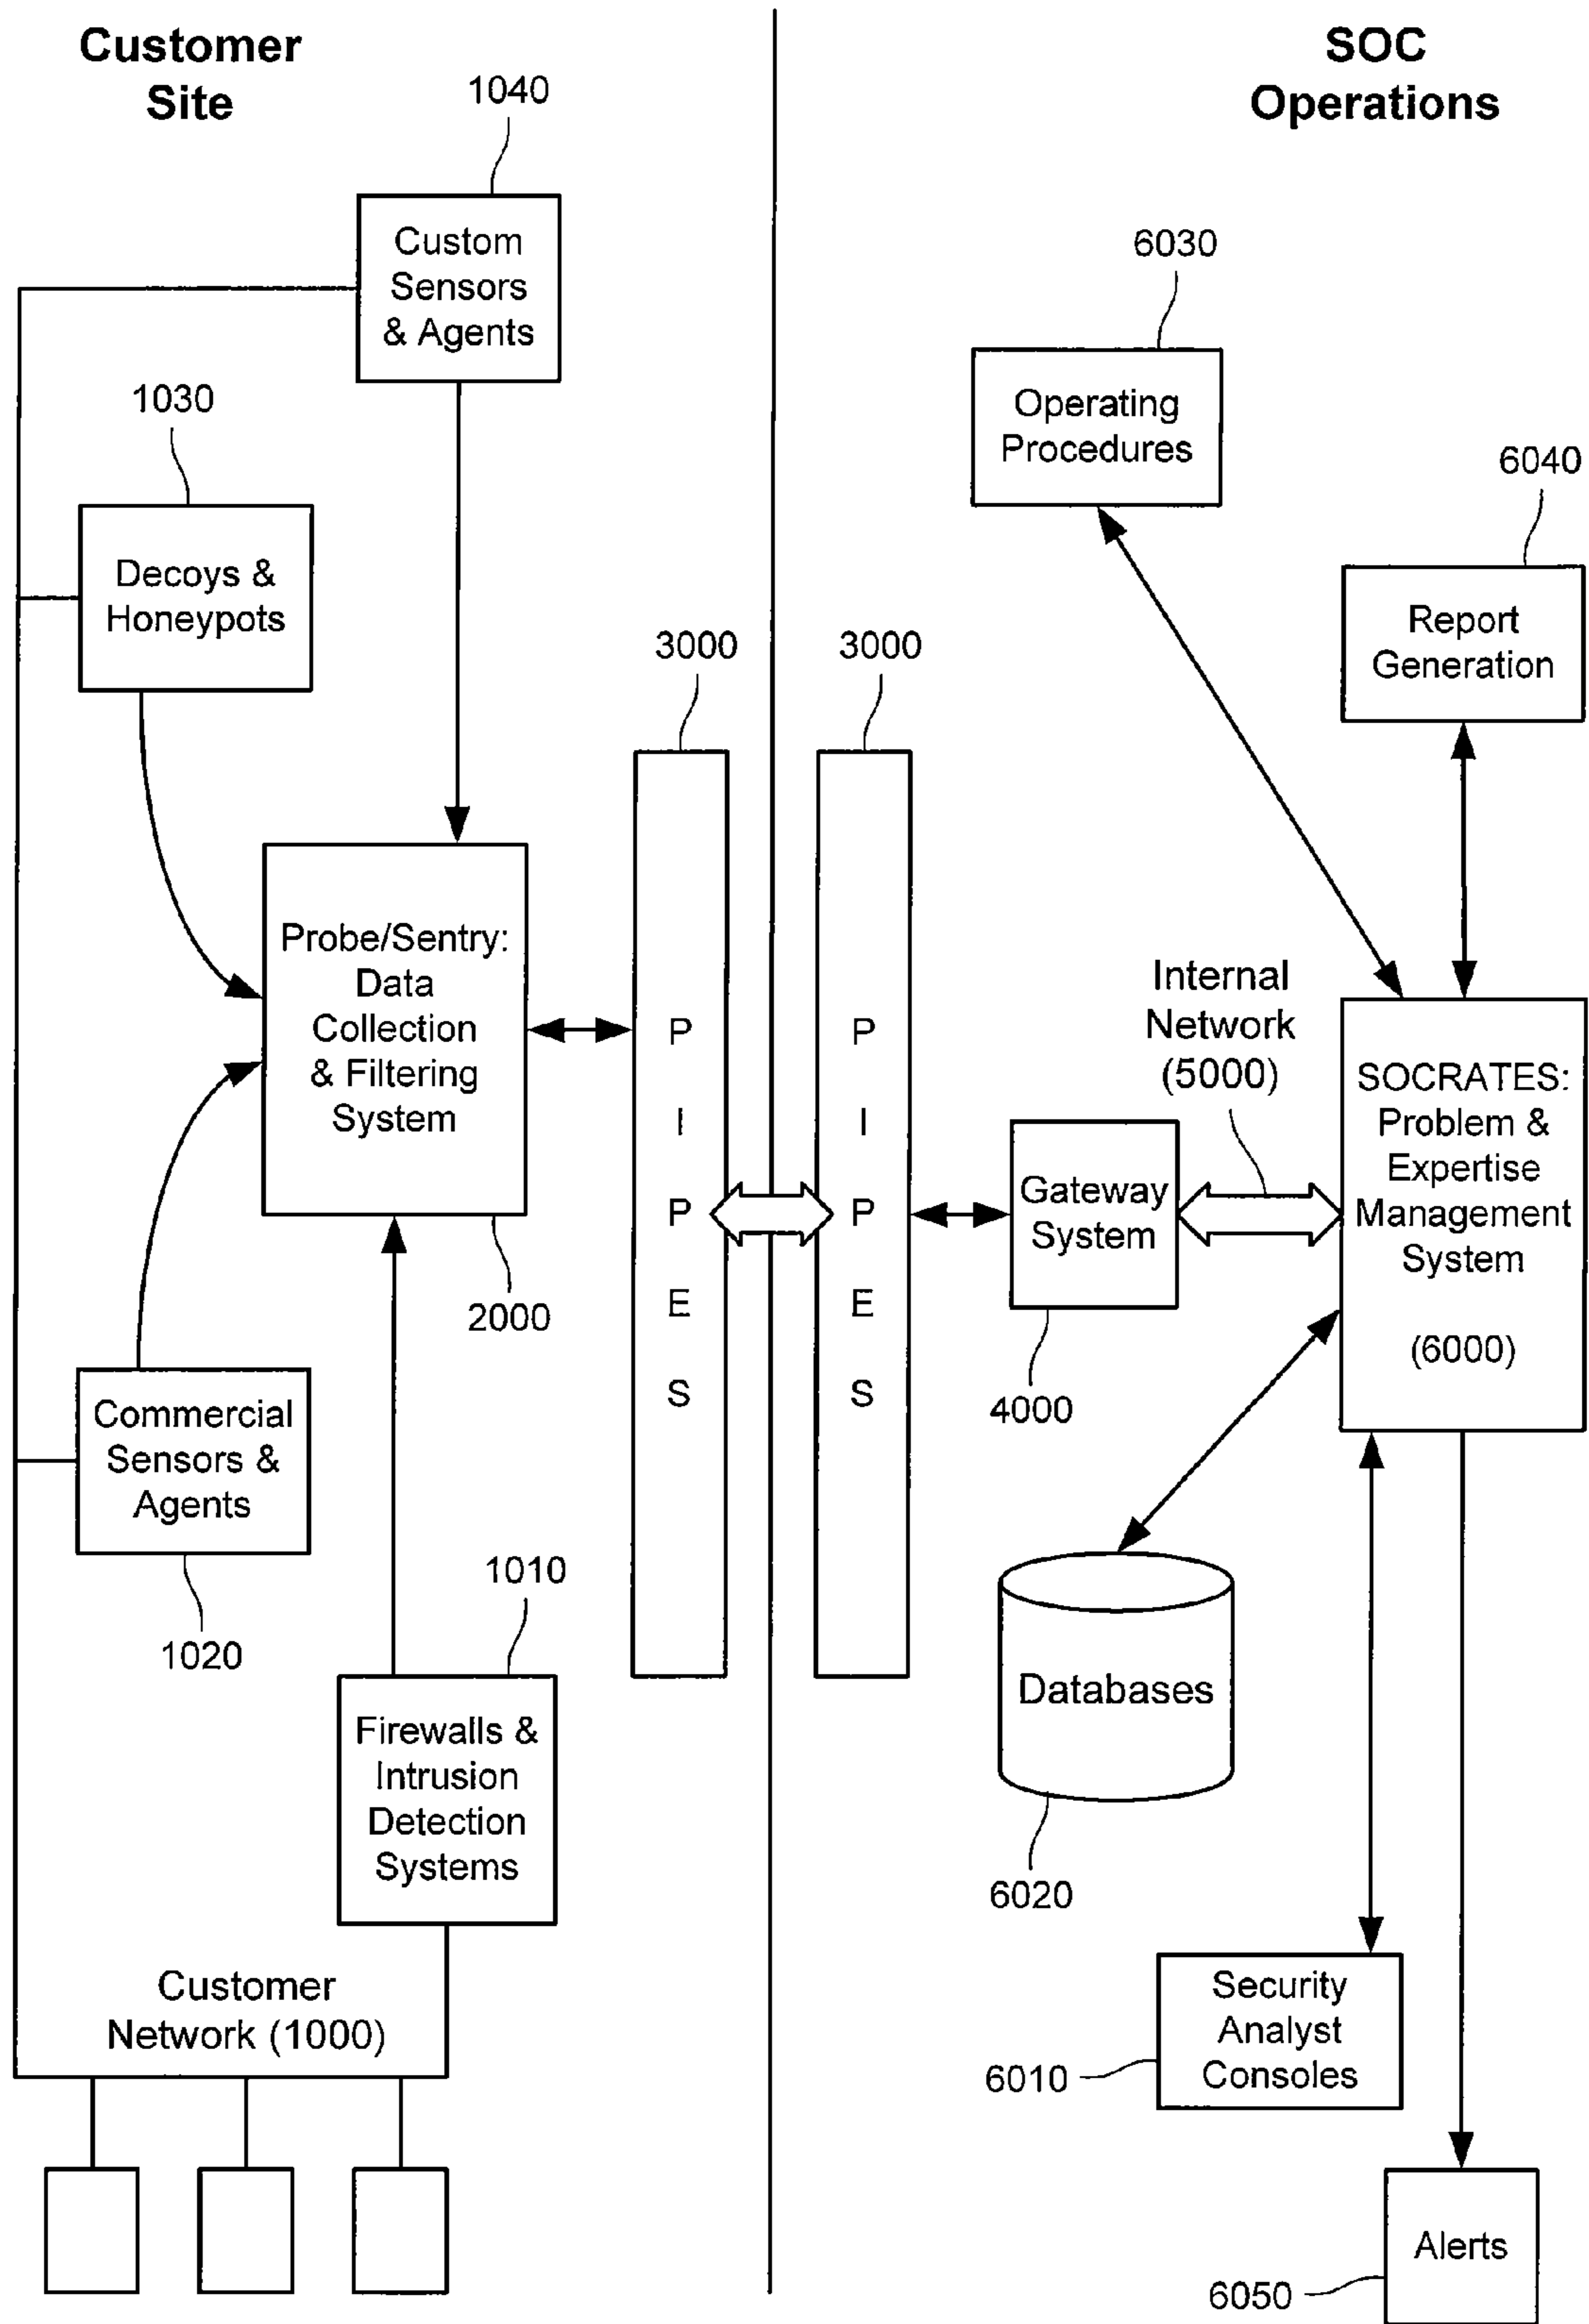 Customer
Site
SOC
Operations
1040
Custom
Sensors
& Agents
6030
Operating
Procedures
1030
Decoys &
Honeypots
6040
Report
Generation
3000
3000
Probe/Sentry:
Data
Collection
& Filtering
System
2000
P
I
P
E
S
P
I
P
E
S
Internal
Network
(5000)
Gateway
System
4000
SOCRATES:
Problem &
Expertise
Management
System
(6000)
Commercial
Sensors &
Agents
1020
1010
Firewalls &
Intrusion
Detection
Systems
Databases
6020
Customer
Network (1000)
Security
Analyst
Consoles
6010
Alerts
6050